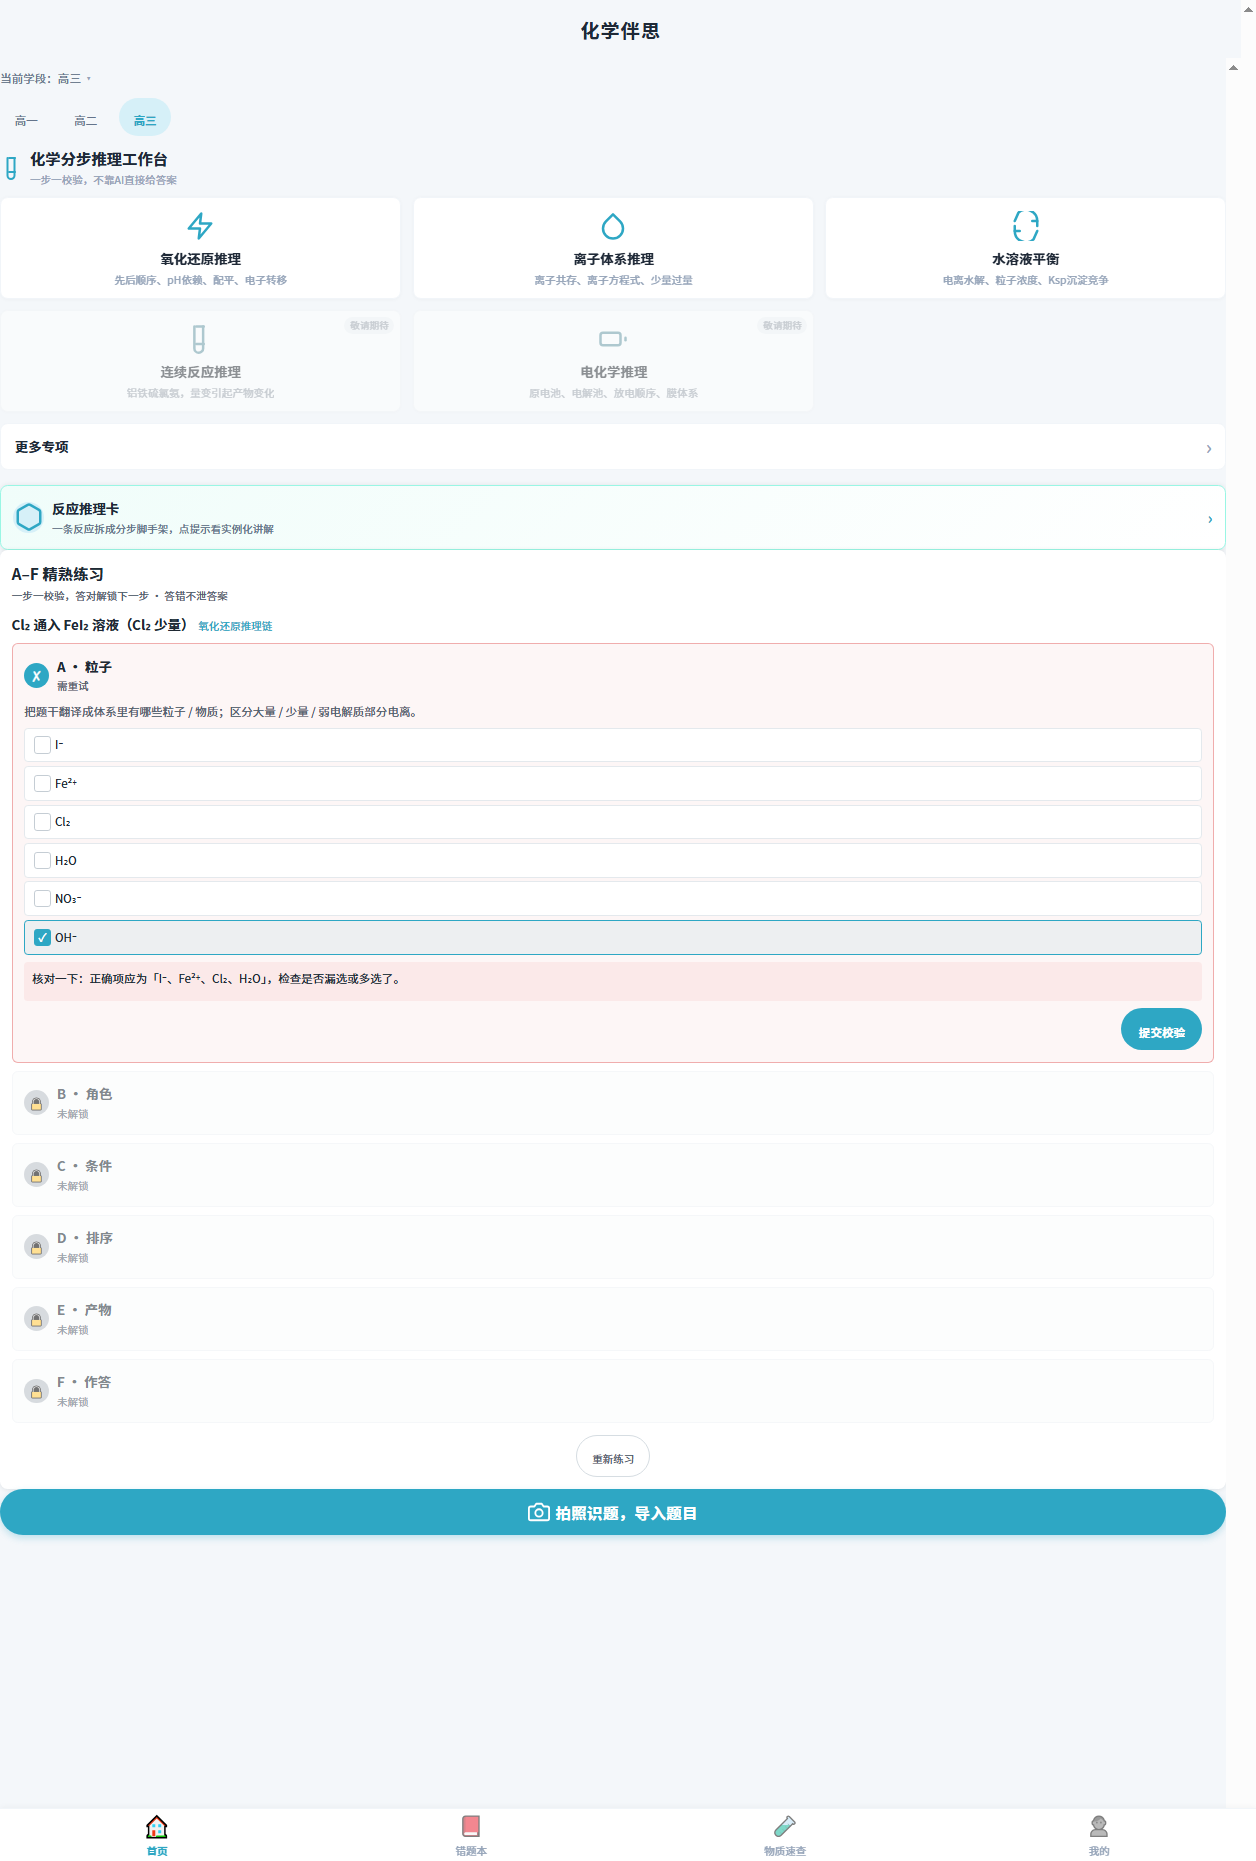 化学伴思
当前学段：高三
高一
高二
高三
化学分步推理工作台
一步一校验，不靠AI直接给答案
氧化还原推理
先后顺序、pH依赖、配平、电子转移
离子体系推理
离子共存、离子方程式、少量过量
水溶液平衡
电离水解、粒子浓度、Ksp沉淀竞争
敬请期待
连续反应推理
铝铁硫氯氮，量变引起产物变化
敬请期待
电化学推理
原电池、电解池、放电顺序、膜体系
更多专项
反应推理卡
一条反应拆成分步脚手架，点提示看实例化讲解
A–F 精熟练习
一步一校验，答对解锁下一步 · 答错不泄答案
Cl₂ 通入 FeI₂ 溶液（Cl₂ 少量） 氧化还原推理链
✗
A · 粒子
需重试
把题干翻译成体系里有哪些粒子 / 物质；区分大量 / 少量 / 弱电解质部分电离。
I⁻
Fe²⁺
Cl₂
H₂O
NO₃⁻
✓ OH⁻
核对一下：正确项应为「I⁻、Fe²⁺、Cl₂、H₂O」，检查是否漏选或多选了。
提交校验
B · 角色
未解锁
C · 条件
未解锁
D · 排序
未解锁
E · 产物
未解锁
F · 作答
未解锁
重新练习
拍照识题，导入题目
首页
错题本
物质速查
我的